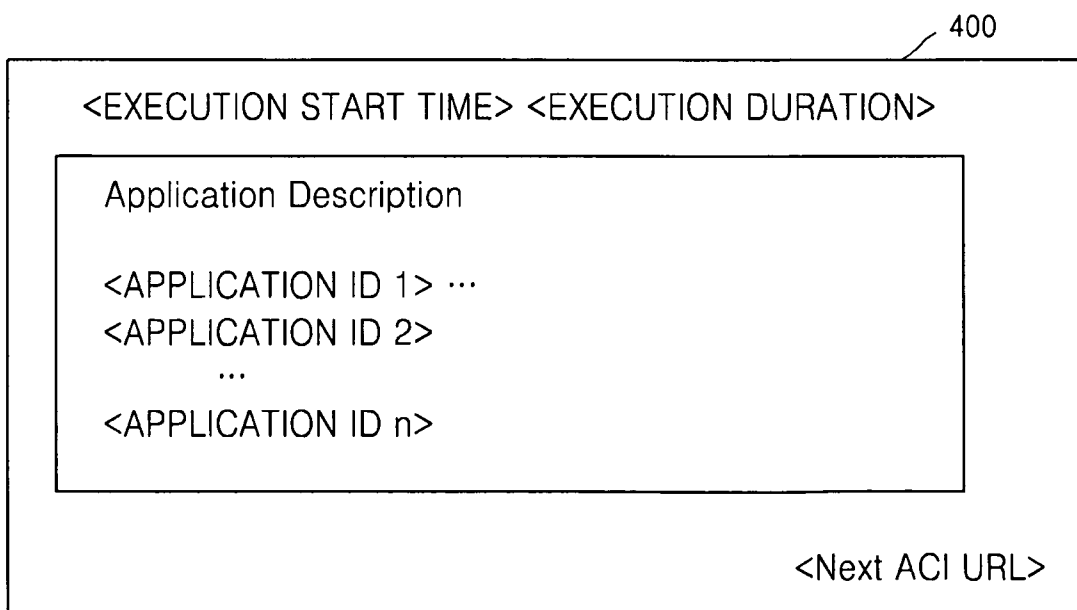 400
<EXECUTION START TIME> <EXECUTION DURATION>
Application Description
<APPLICATION ID 1> ···
<APPLICATION ID 2>
···
<APPLICATION ID n>
<Next ACI URL>